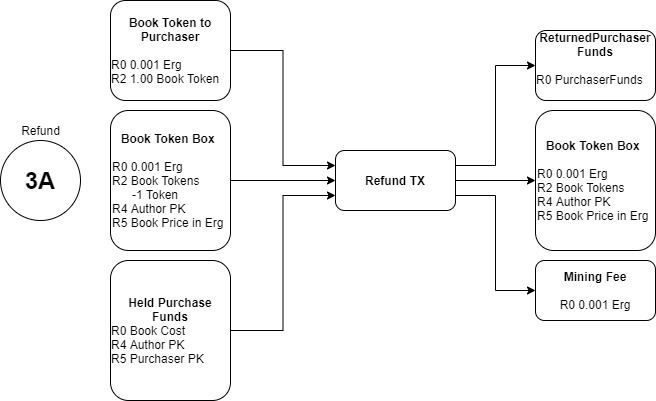 Refund
3A
Book Token to
Purchaser
R0 0.001 Erg
R2 1.00 Book Token
Book Token Box
R0 0.001 Erg
R2 Book Tokens
-1 Token
R4 Author PK
R5 Book Price in Erg
Held Purchase
Funds
R0 Book Cost
R4 Author PK
R5 Purchaser PK
Refund TX
ReturnedPurchaser
Funds
R0 PurchaserFunds
Book Token Box
R0 0.001 Erg
R2 Book Tokens
R4 Author PK
R5 Book Price in Erg
Mining Fee
R0 0.001 Erg